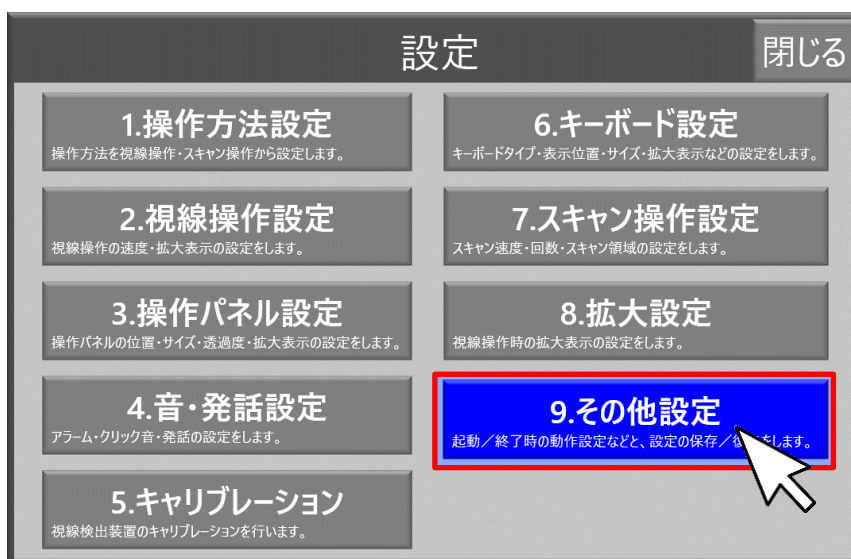 設定
閉じる
1.操作方法設定
操作方法を視線操作・スキャン操作から設定します。
2.視線操作設定
視線操作の速度・拡大表示の設定をします。
3.操作パネル設定
操作パネルの位置・サイズ・透過度・拡大表示の設定をします。
4.音・発話設定
アラーム・クリック音・発話の設定をします。
5.キャリブレーション
視線検出装置のキャリブレーションを行います。
6.キーボード設定
キーボードタイプ・表示位置・サイズ・拡大表示などの設定をします。
7.スキャン操作設定
スキャン速度・回数・スキャン領域の設定をします。
8.拡大設定
視線操作時の拡大表示の設定をします。
9.その他設定
起動／終了時の動作設定などと、設定の保存／をします。